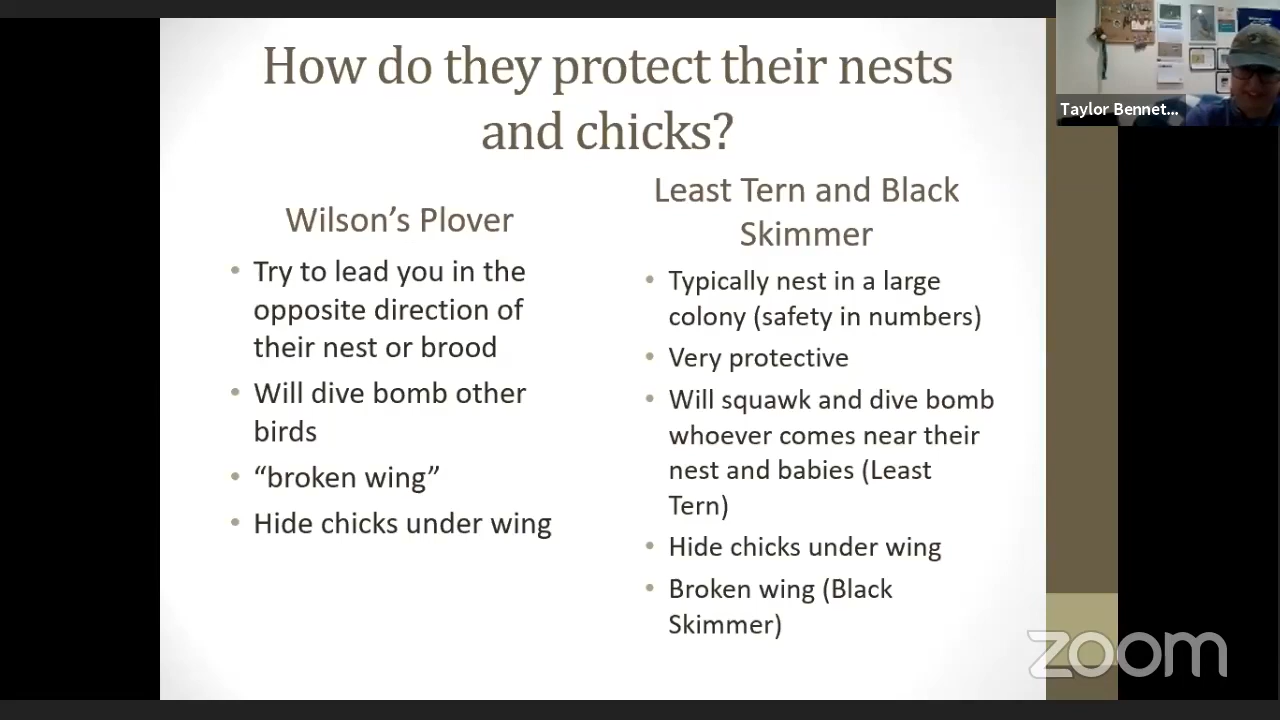 How do they protect their nests
and chicks?
Wilson's Plover
• Try to lead you in the
opposite direction of
their nest or brood
• Will dive bomb other
birds
• “broken wing”
• Hide chicks under wing
Least Tern and Black
Skimmer
• Typically nest in a large
colony (safety in numbers)
• Very protective
• Will squawk and dive bomb
whoever comes near their
nest and babies (Least
Tern)
• Hide chicks under wing
• Broken wing (Black
Skimmer)
Taylor Bennet...
zoom